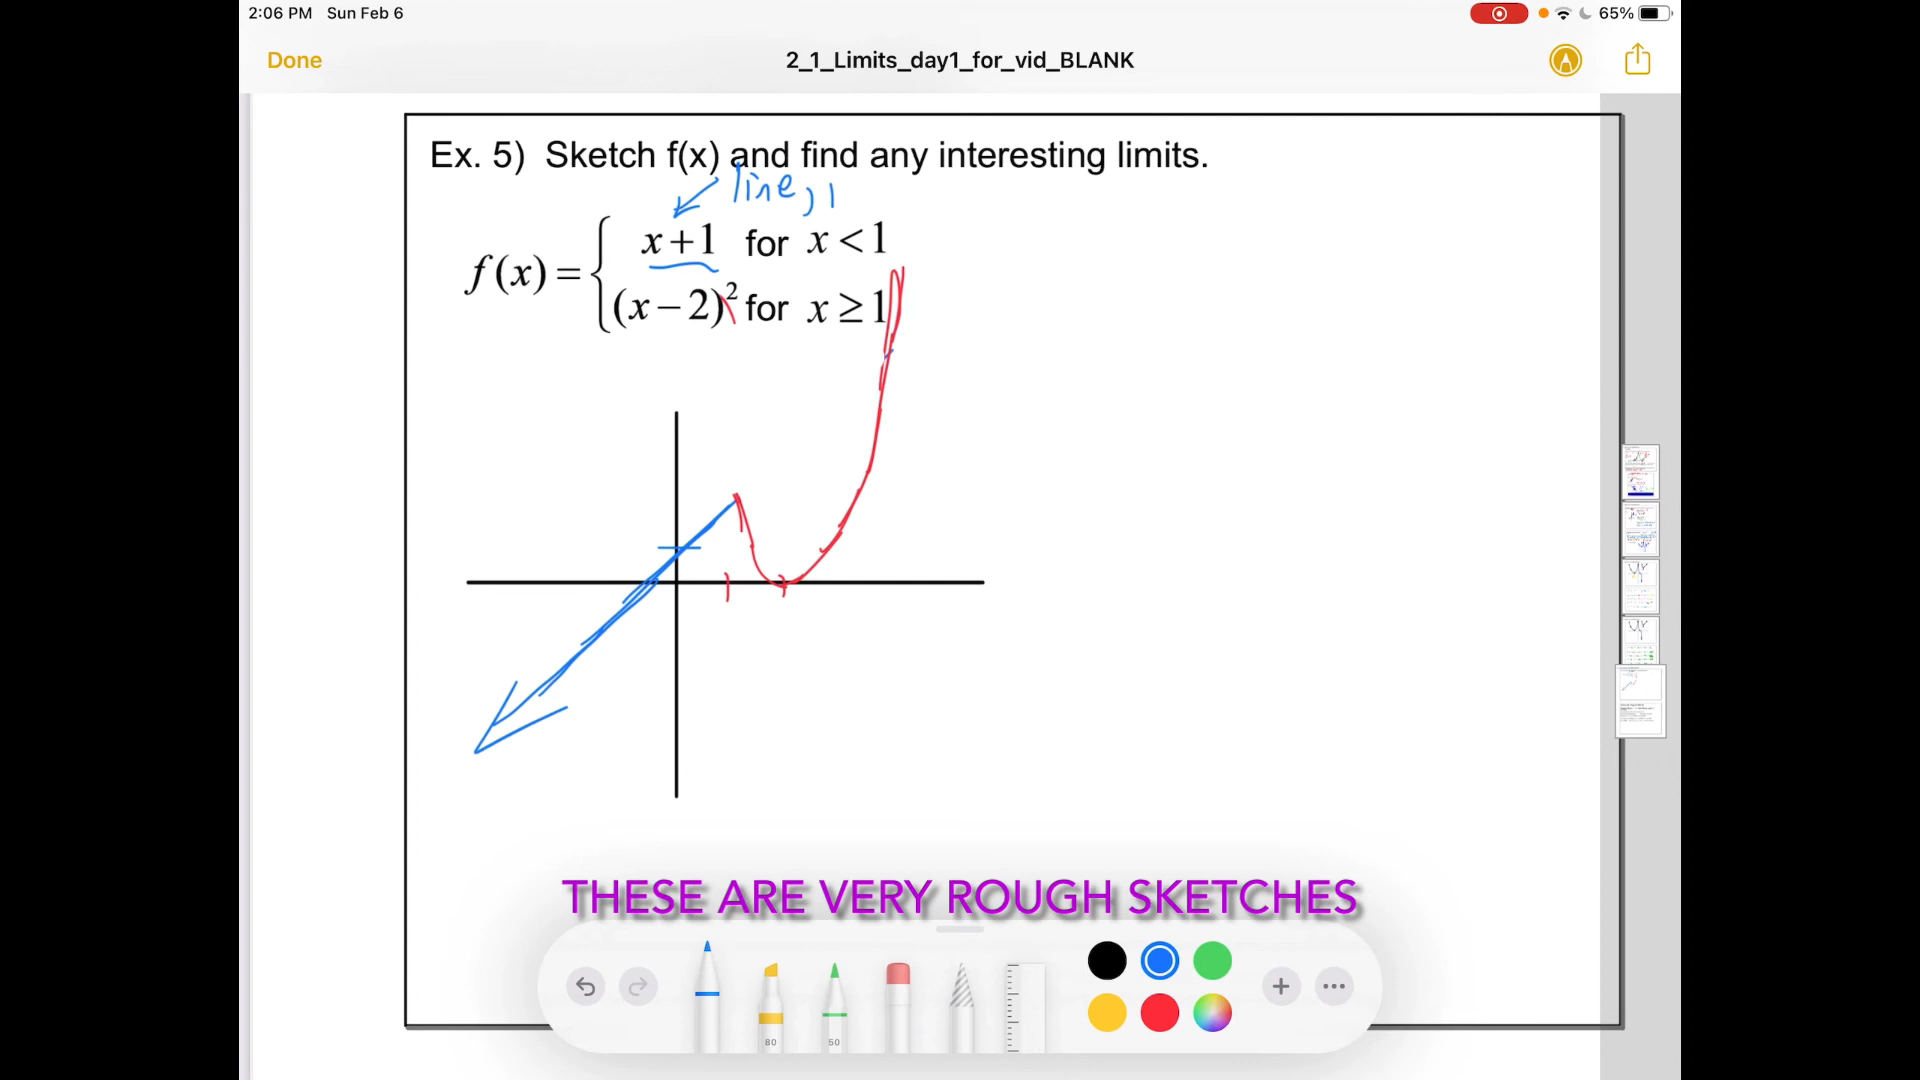 2:06 PM Sun Feb 6
65%
Done
2_1_Limits_day1_for_vid_BLANK
Ex. 5) Sketch f(x) and find any interesting limits.
line, 1
x+1 for x<1
f(x)={
(x−2)² for x≥1
THESE ARE VERY ROUGH SKETCHES
80
50